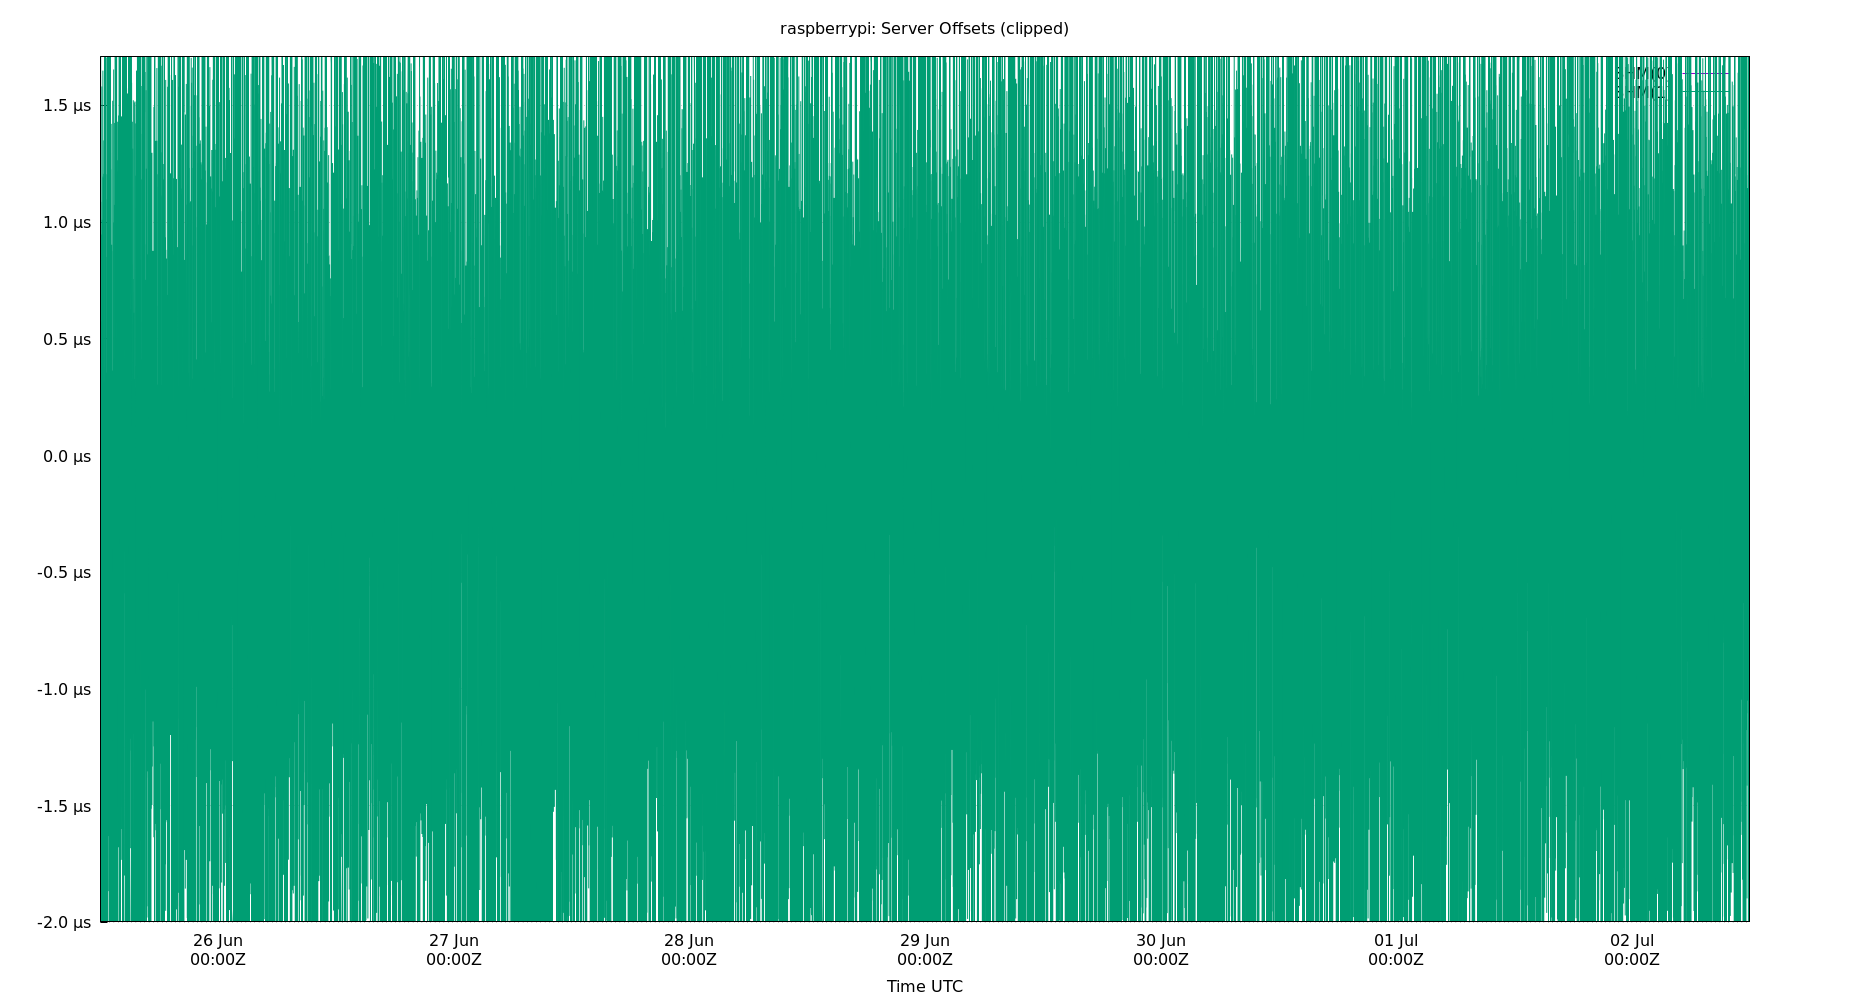 raspberrypi: Server Offsets (clipped)
1.5 µs
1.0 µs
0.5 µs
0.0 µs
-0.5 µs
-1.0 µs
-1.5 µs
-2.0 µs
26 Jun 27 Jun 28 Jun 29 Jun 30 Jun 01 Jul 02 Jul
00:00Z 00:00Z 00:00Z 00:00Z 00:00Z 00:00Z 00:00Z
Time UTC